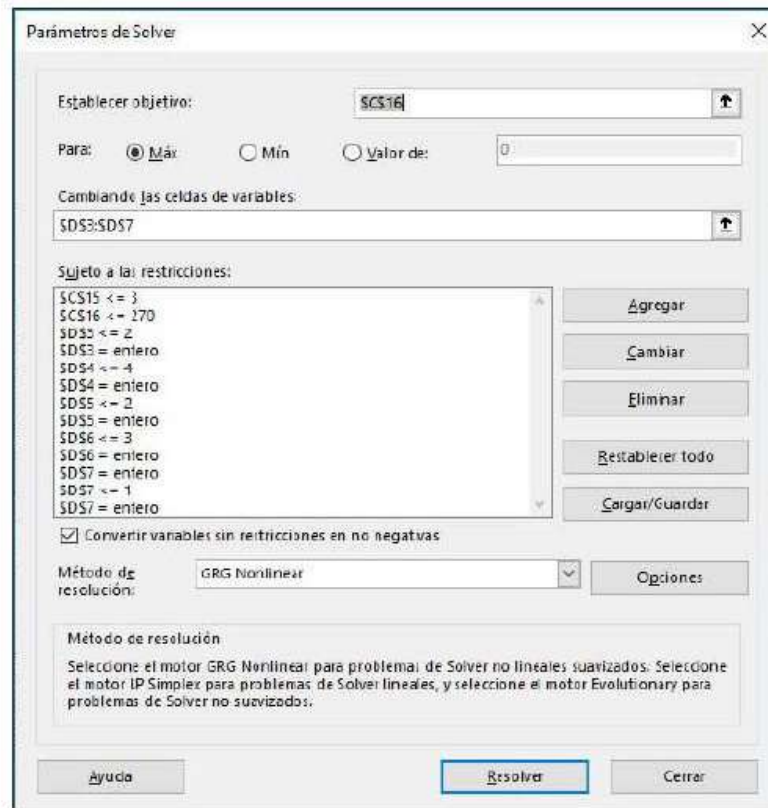 Parámetros de Solver
Establecer objetivo: $C$16
Para: Máx Mín Valor de: 0
Cambiando las celdas de variables:
$D$3:$D$7
Sujeto a las restricciones:
$C$15 <= 3
$C$16 <= 270
$D$3 <= 2
$D$3 = entero
$D$4 <= 4
$D$4 = entero
$D$5 <= 2
$D$5 = entero
$D$6 <= 3
$D$6 = entero
$D$7 = entero
$D$7 <=
$D$7 = entero
Agregar
Cambiar
Eliminar
Restablecer todo
Cargar/Guardar
Convertir variables sin restricciones en no negativas
Método de resolución: GRG Nonlinear
Opciones
Método de resolución
Seleccione el motor GRG Nonlinear para problemas de Solver no lineales suavizados. Seleccione
el motor LP Simplex para problemas de Solver lineales, y seleccione el motor Evolutionary para
problemas de Solver no suavizados.
Ayuda
Resolver
Cerrar